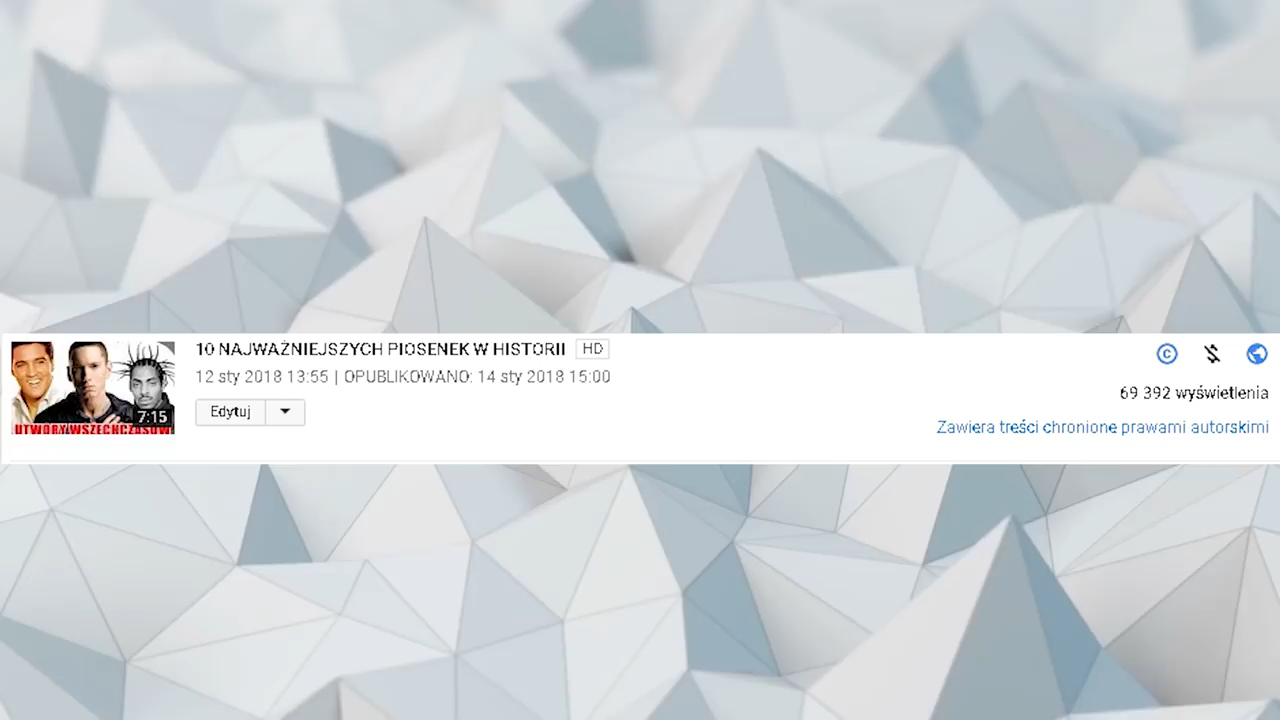 10 NAJWAŻNIEJSZYCH PIOSENEK W HISTORII HD
12 sty 2018 13:55 | OPUBLIKOWANO: 14 sty 2018 15:00
Edytuj
7:15
UTWORY WSZECHCZASÓW!
69 392 wyświetlenia
Zawiera treści chronione prawami autorskimi